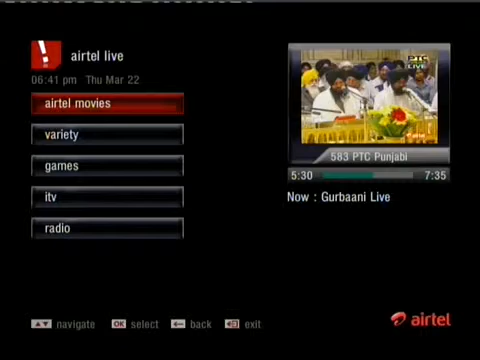 airtel live
06:41 pm Thu Mar 22
airtel movies
variety
games
itv
radio
PTC
LIVE
airtel
583 PTC Punjabi
5:30 7:35
Now : Gurbaani Live
navigate OK select back exit
airtel